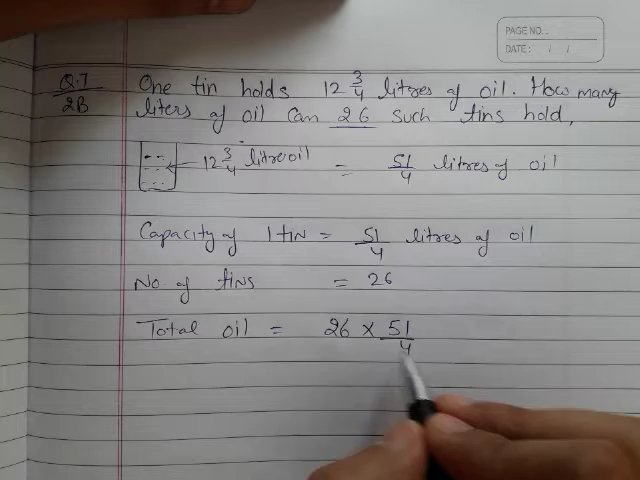 PAGE NO.:
DATE: / /
Q.7 One tin holds 12 3/4 litres of oil. How many
2B liters of oil can 26 such tins hold,
12 3/4 litre oil = 51/4 litres of oil
Capacity of 1 tin = 51/4 litres of oil
No. of tins = 26
Total oil = 26 × 51/4